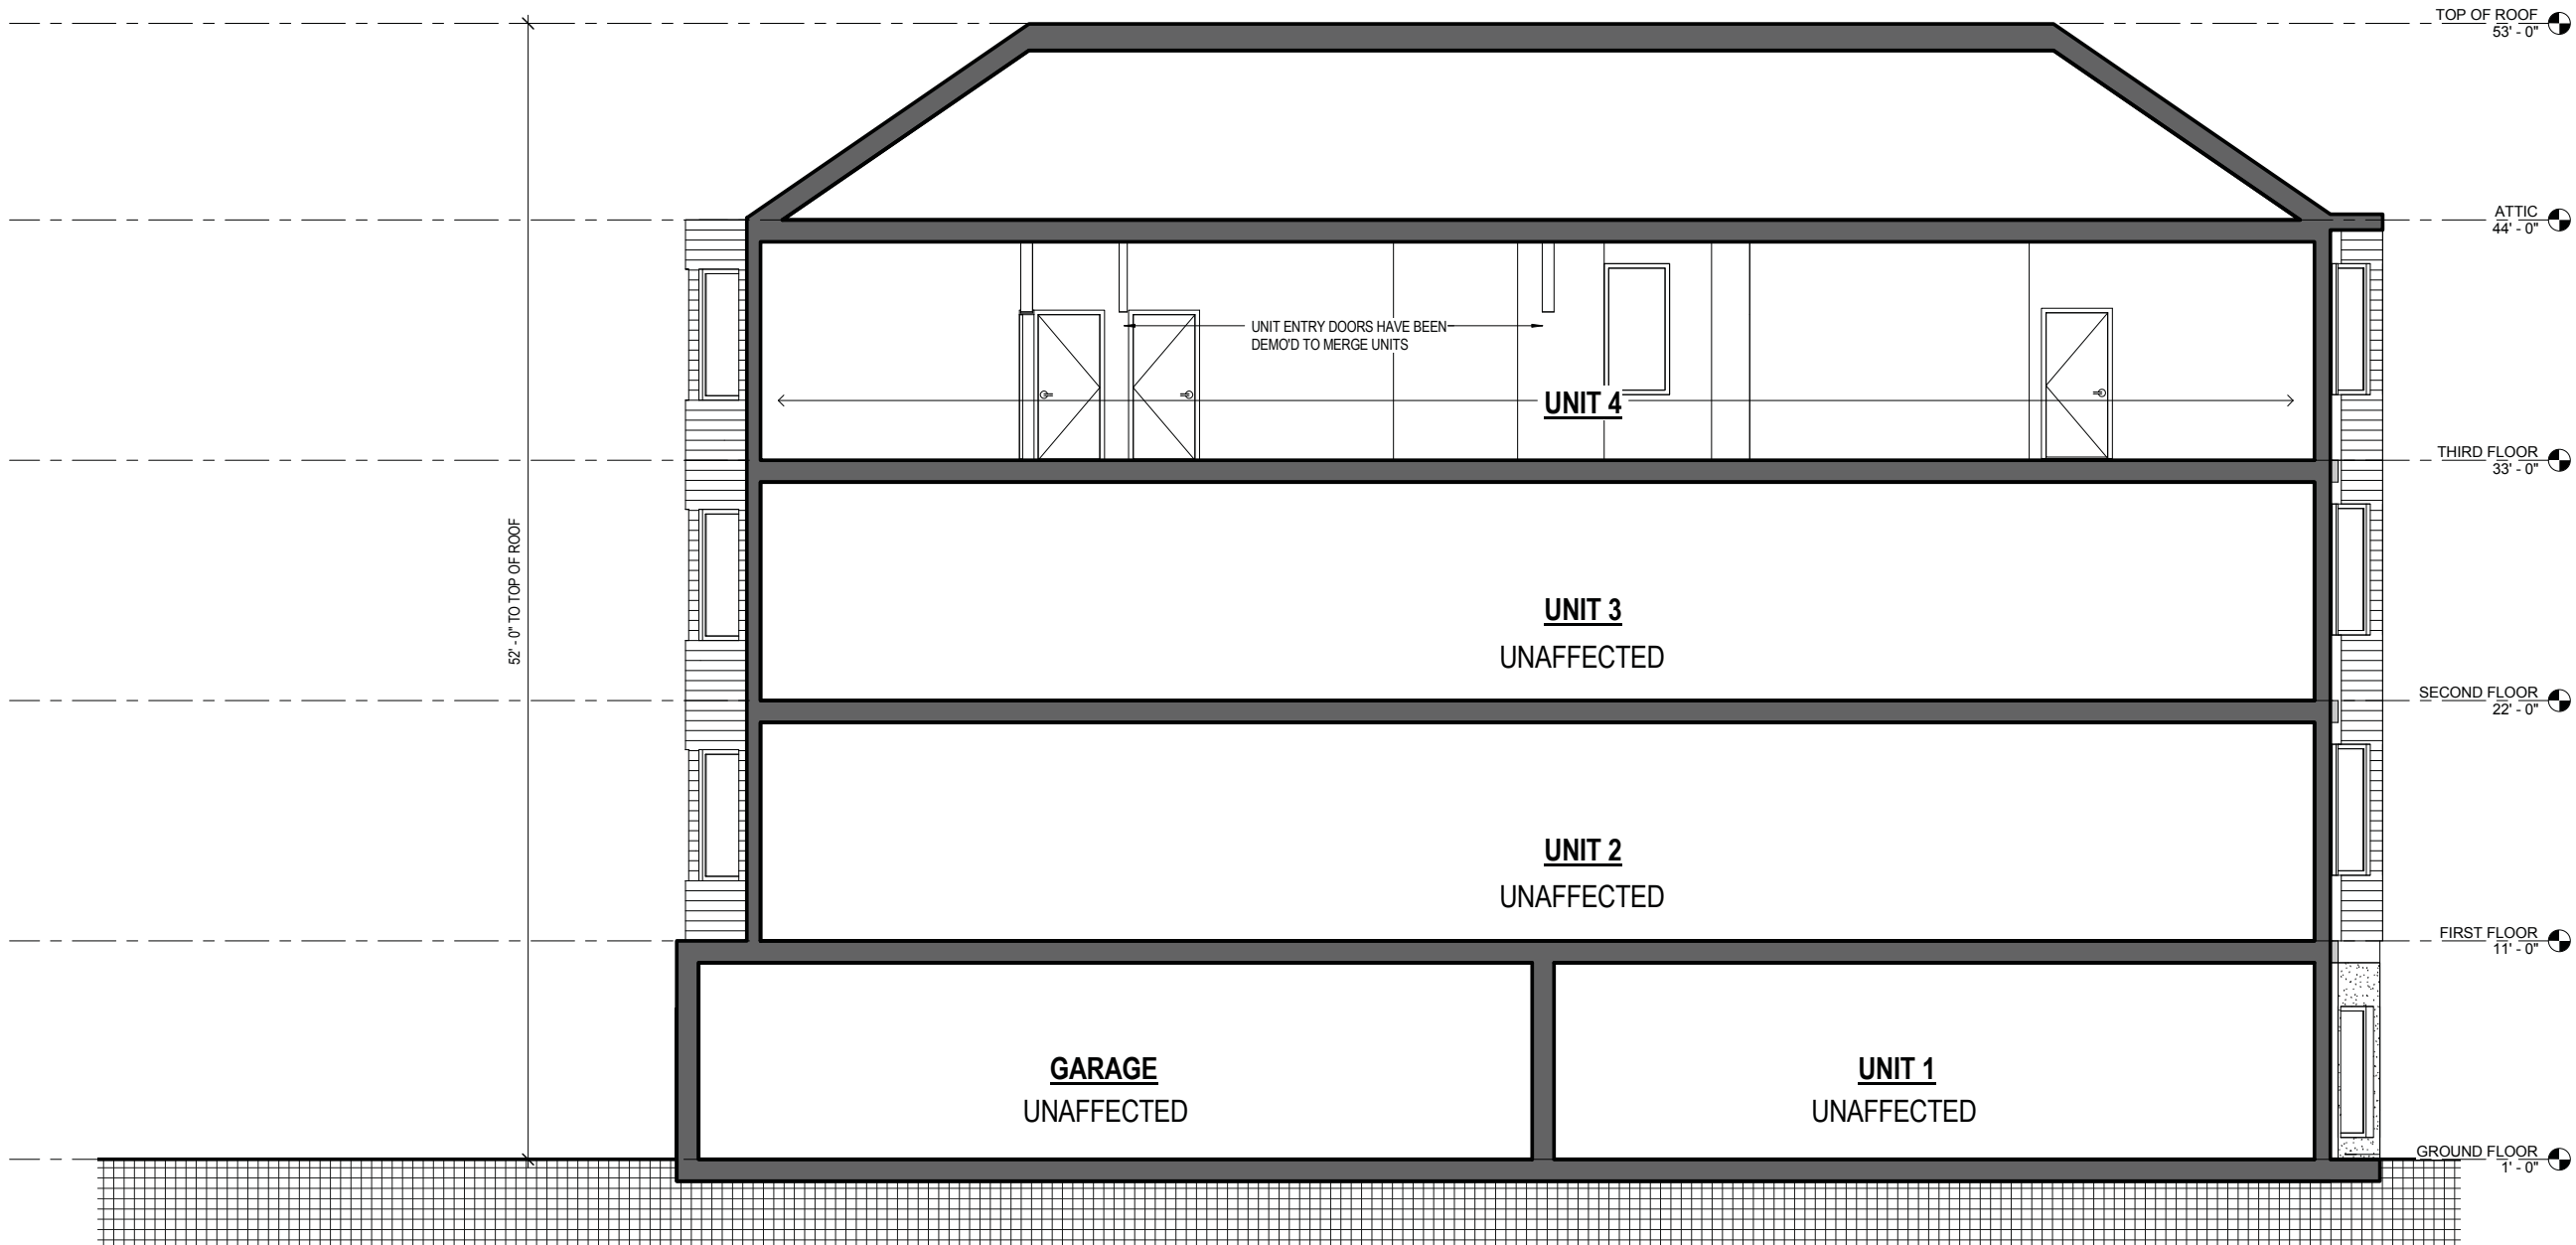 TOP OF ROOF
53' - 0"
ATTIC
44' - 0"
UNIT ENTRY DOORS HAVE BEEN
DEMO'D TO MERGE UNITS
UNIT 4
THIRD FLOOR
33' - 0"
52' - 0" TO TOP OF ROOF
UNIT 3
UNAFFECTED
SECOND FLOOR
22' - 0"
UNIT 2
UNAFFECTED
FIRST FLOOR
11' - 0"
GARAGE
UNAFFECTED
UNIT 1
UNAFFECTED
GROUND FLOOR
1' - 0"